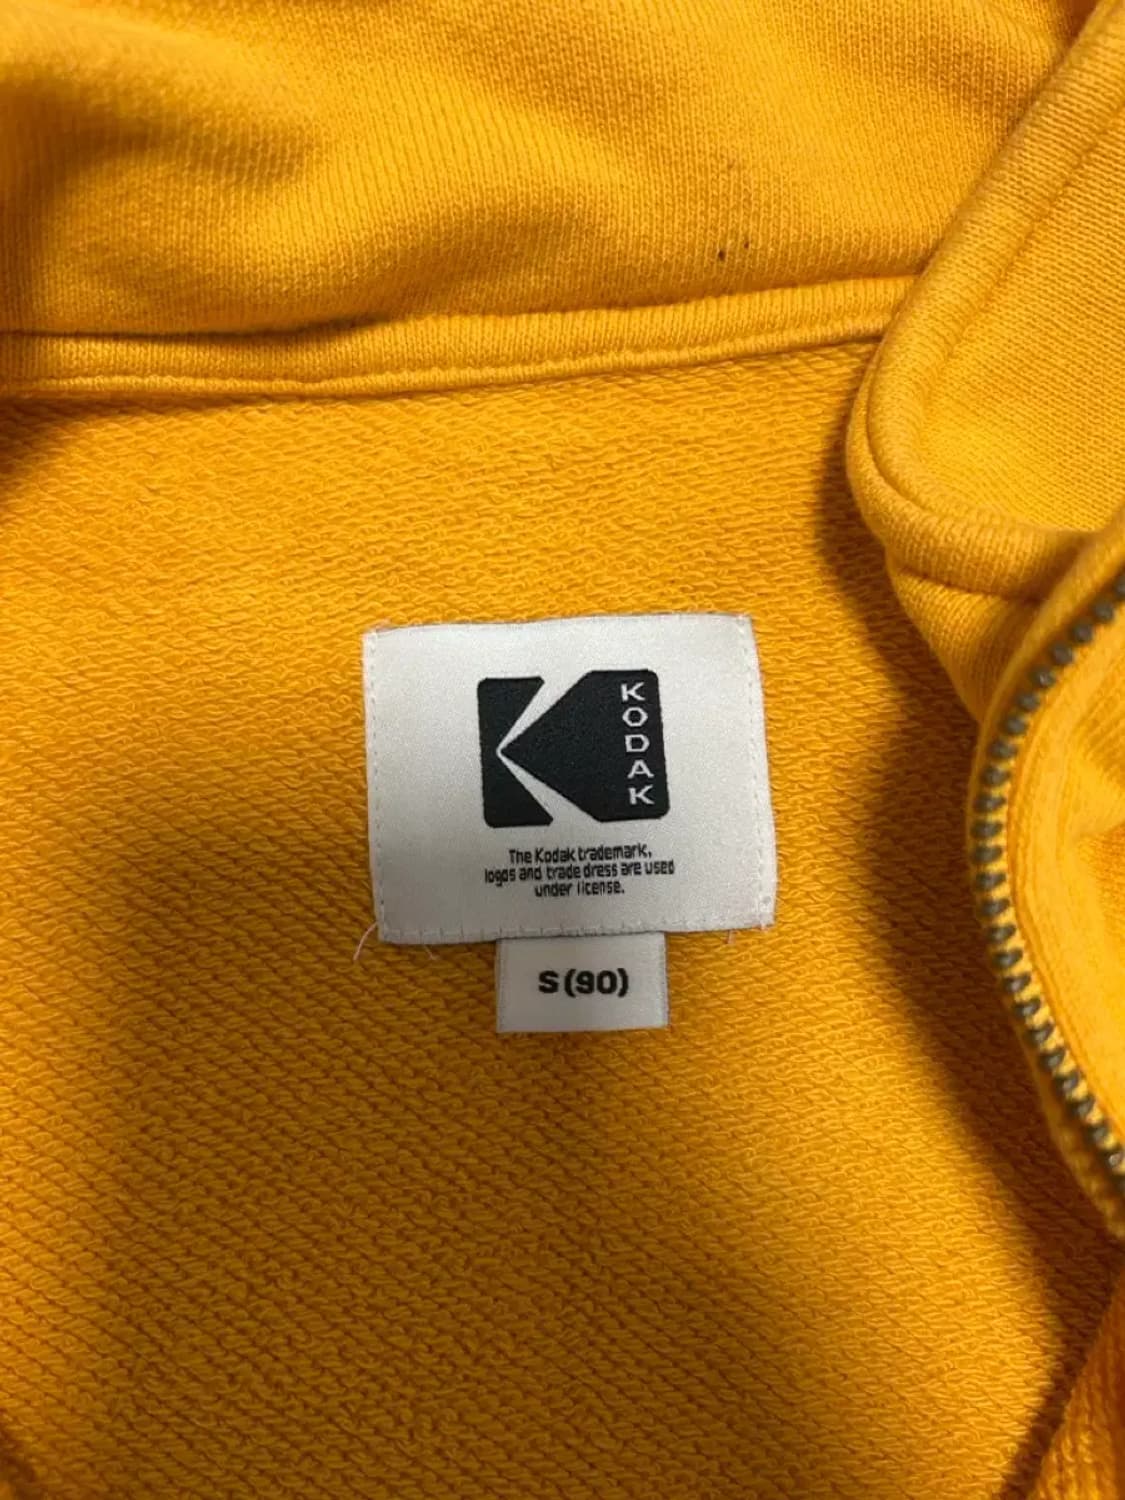 KODAK
The Kodak trademark,
logos and trade dress are used
under license.
S(90)